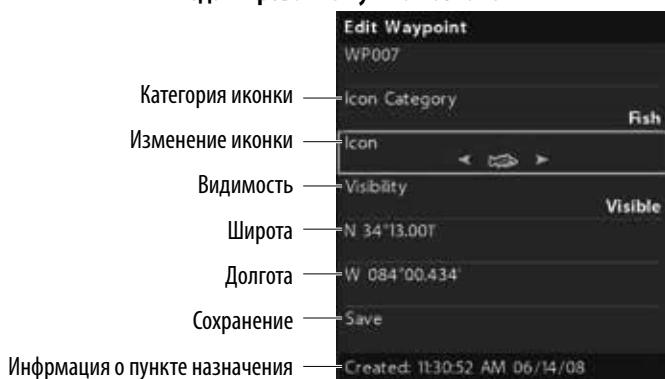 Edit Waypoint
WP007
Категория иконки
Icon Category
Fish
Изменение иконки
Icon
Видимость
Visibility
Visible
Широта
N 34°13.001'
Долгота
W 084°00.434'
Сохранение
Save
Инфрмация о пункте назначения
Created: 11:30:52 AM 06/14/08